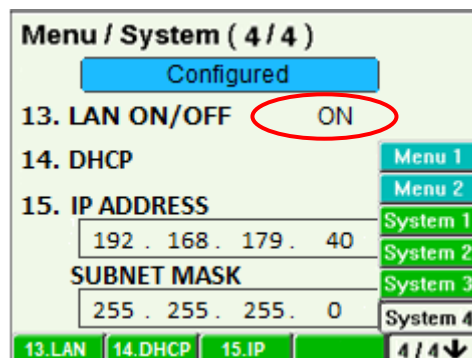 Menu / System ( 4 / 4 )
Configured
13. LAN ON/OFF ON
14. DHCP
15. IP ADDRESS
192 . 168 . 179 . 40
SUBNET MASK
255 . 255 . 255 . 0
Menu 1
Menu 2
System 1
System 2
System 3
System 4
13.LAN 14.DHCP 15.IP 4 / 4